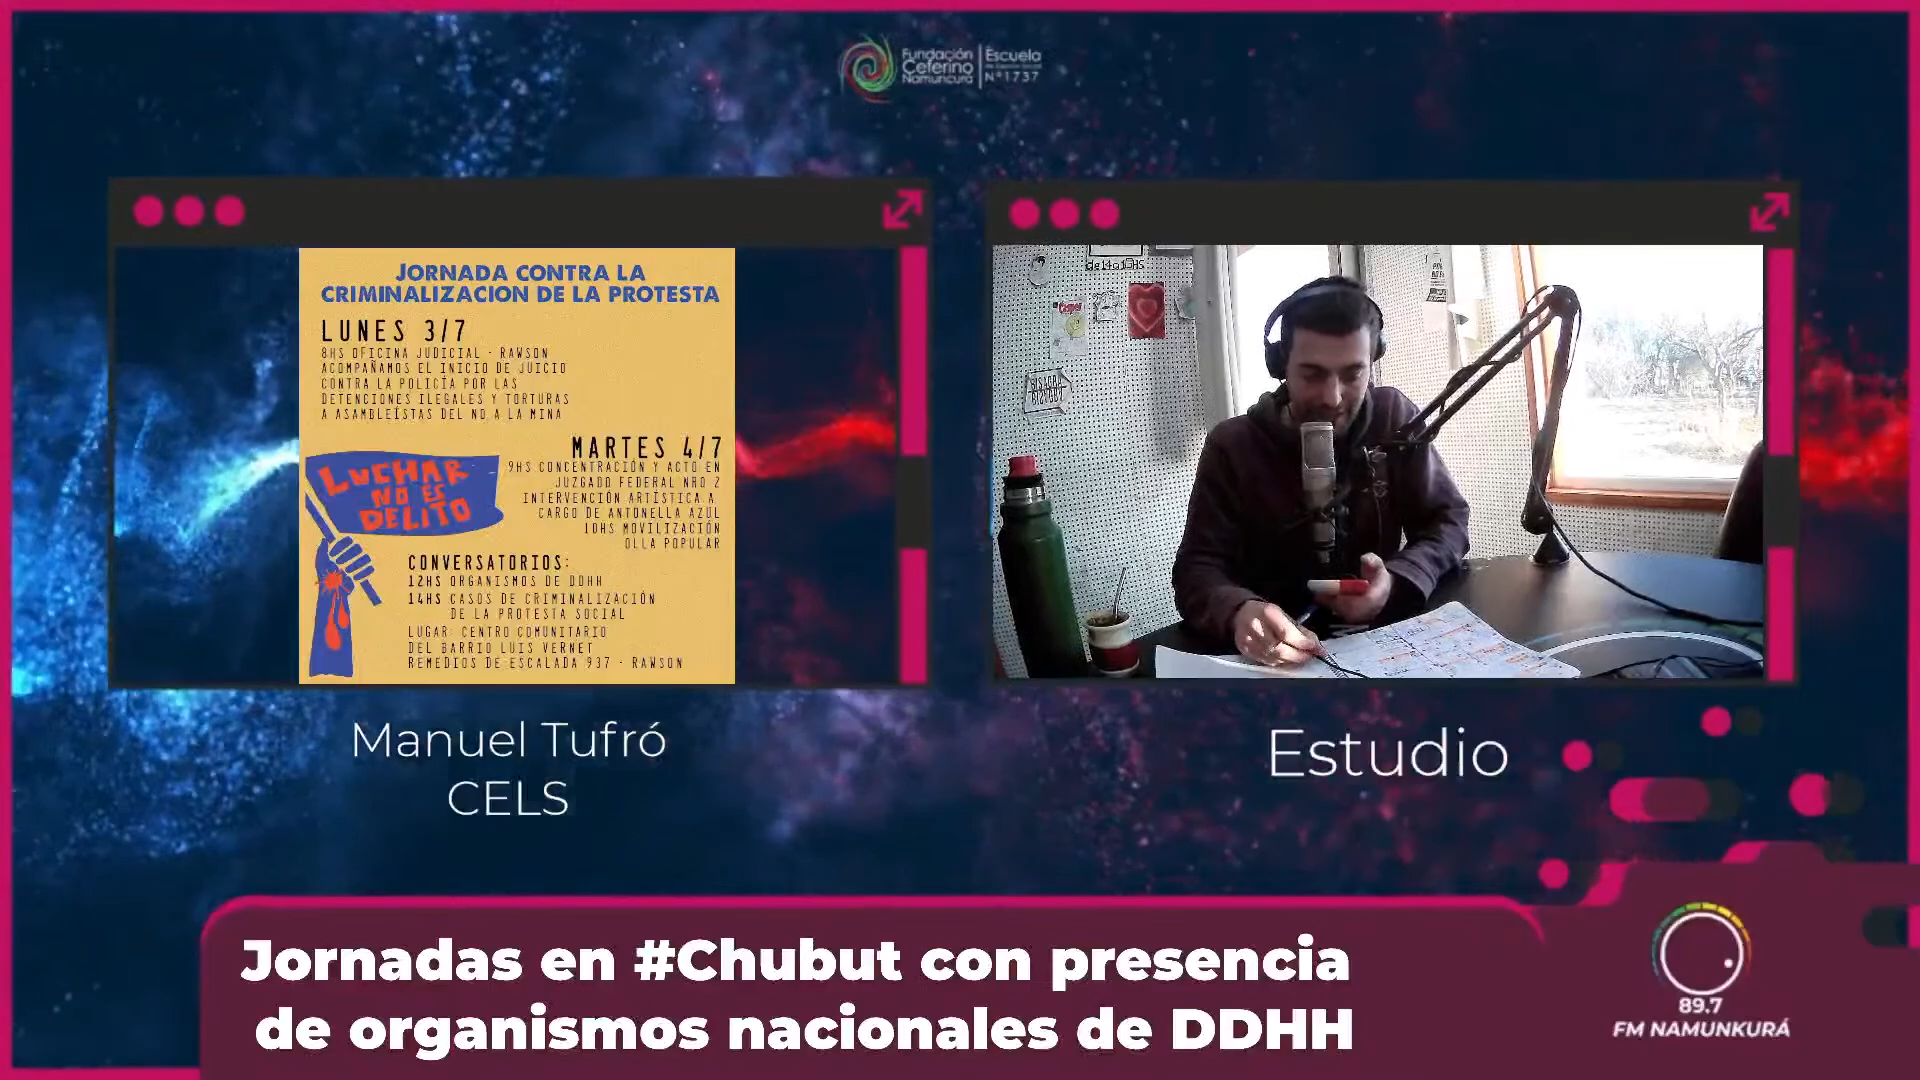 Fundación
Ceferino
Namuncurá
Escuela
N°1737
JORNADA CONTRA LA
CRIMINALIZACION DE LA PROTESTA
LUNES 3/7
8HS OFICINA JUDICIAL - RAWSON
ACOMPAÑAMOS EL INICIO DE JUICIO
CONTRA LA POLICÍA POR LAS
DETENCIONES ILEGALES Y TORTURAS
A ASAMBLEÍSTAS DEL NO A LA MINA
MARTES 4/7
9HS CONCENTRACIÓN Y ACTO EN
JUZGADO FEDERAL NRO 2
INTERVENCIÓN ARTÍSTICA A
CARGO DE ANTONELLA AZUL
10HS MOVILIZACIÓN
OLLA POPULAR
LUCHAR
NO ES
DELITO
CONVERSATORIOS:
12HS ORGANISMOS DE DDHH
14HS CASOS DE CRIMINALIZACIÓN
DE LA PROTESTA SOCIAL
LUGAR: CENTRO COMUNITARIO
DEL BARRIO LUIS VERNET
REMEDIOS DE ESCALADA 937 - RAWSON
de 14 a 15HS
Manuel Tufró
CELS
Estudio
Jornadas en #Chubut con presencia
de organismos nacionales de DDHH
89.7
FM NAMUNKURÁ